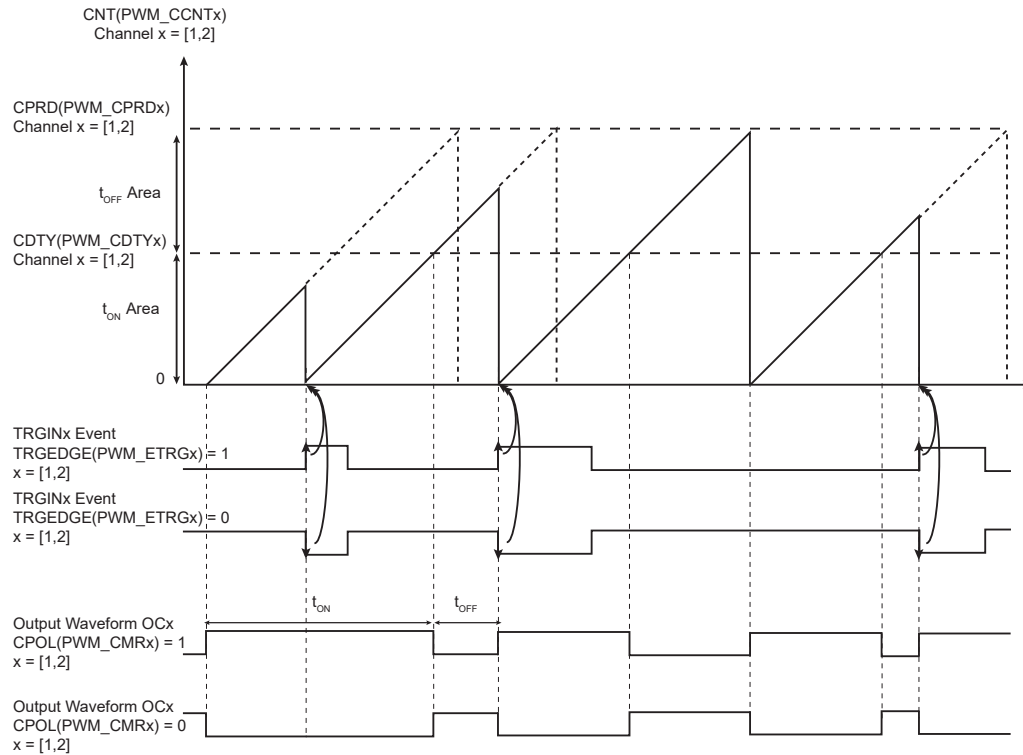 CNT(PWM_CCNTx)
Channel x = [1,2]
CPRD(PWM_CPRDx)
Channel x = [1,2]
tOFF Area
CDTY(PWM_CDTYx)
Channel x = [1,2]
tON Area
0
TRGINx Event
TRGEDGE(PWM_ETRGx) = 1
x = [1,2]
TRGINx Event
TRGEDGE(PWM_ETRGx) = 0
x = [1,2]
tON
tOFF
Output Waveform OCx
CPOL(PWM_CMRx) = 1
x = [1,2]
Output Waveform OCx
CPOL(PWM_CMRx) = 0
x = [1,2]